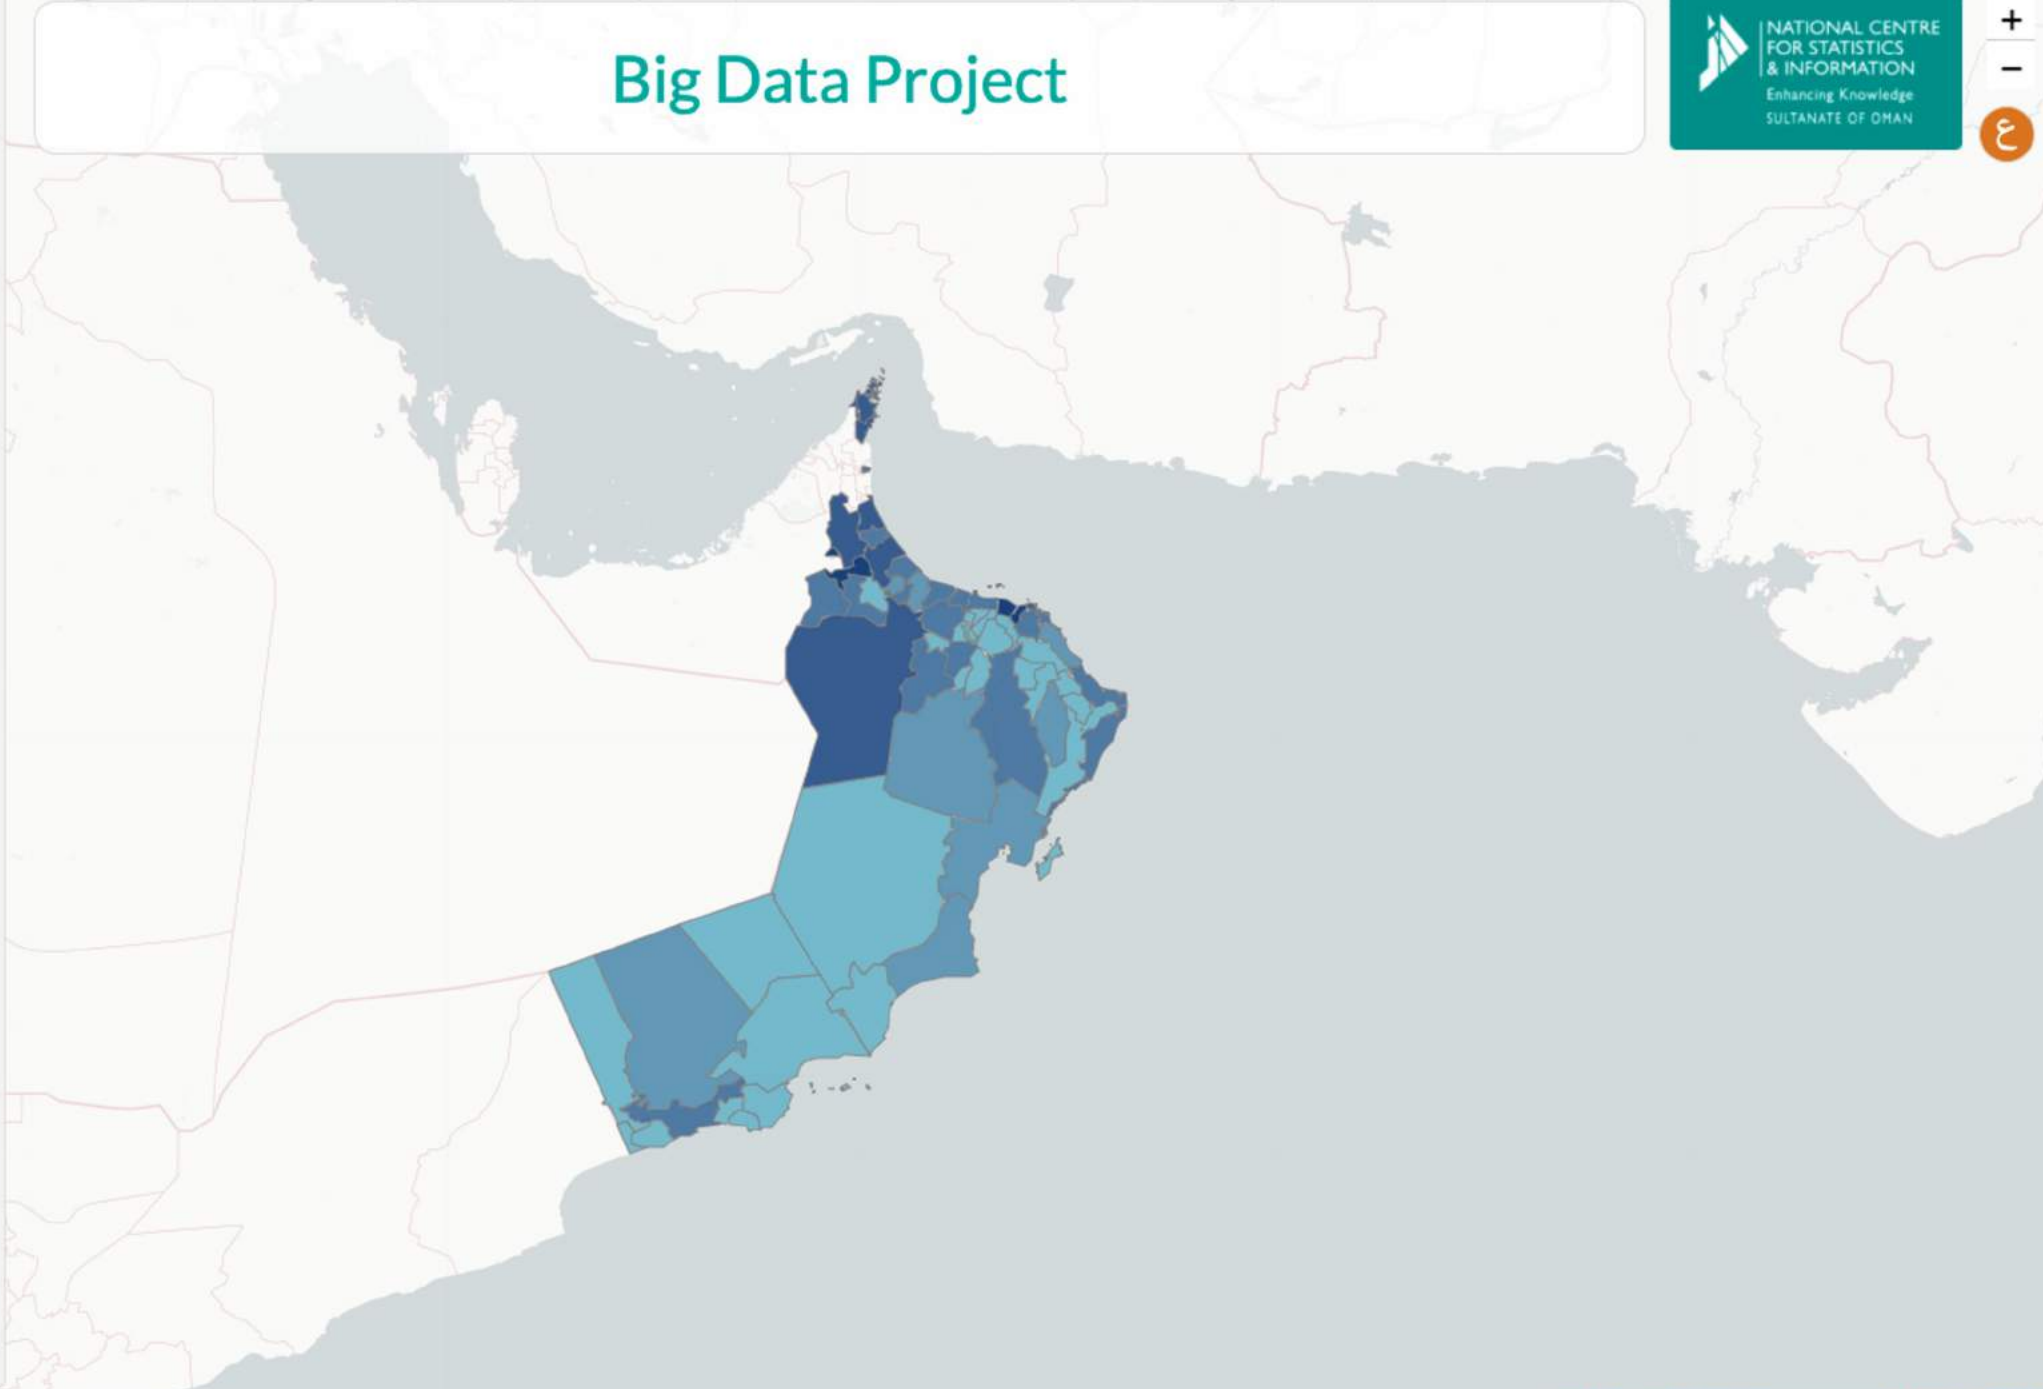 Big Data Project
NATIONAL CENTRE
FOR STATISTICS
& INFORMATION
Enhancing Knowledge
SULTANATE OF OMAN
+
−
ع